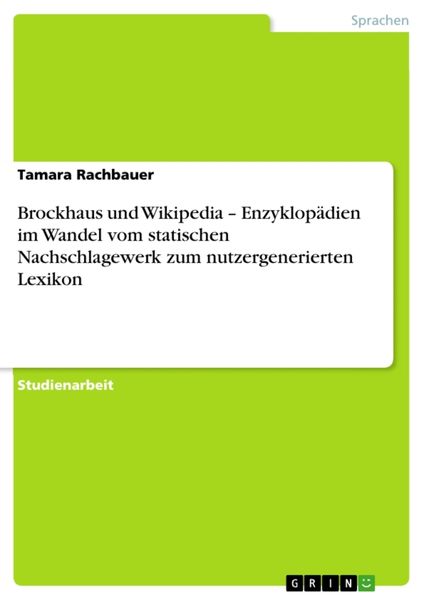 Sprachen
Tamara Rachbauer
Brockhaus und Wikipedia – Enzyklopädien
im Wandel vom statischen
Nachschlagewerk zum nutzergenerierten
Lexikon
Studienarbeit
GRIN